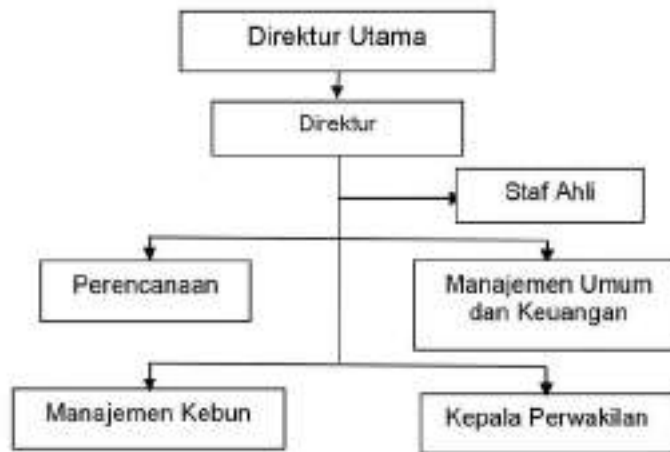 Direktur Utama
Direktur
Staf Ahli
Perencanaan
Manajemen Umum
dan Keuangan
Manajemen Kebun
Kepala Perwakilan